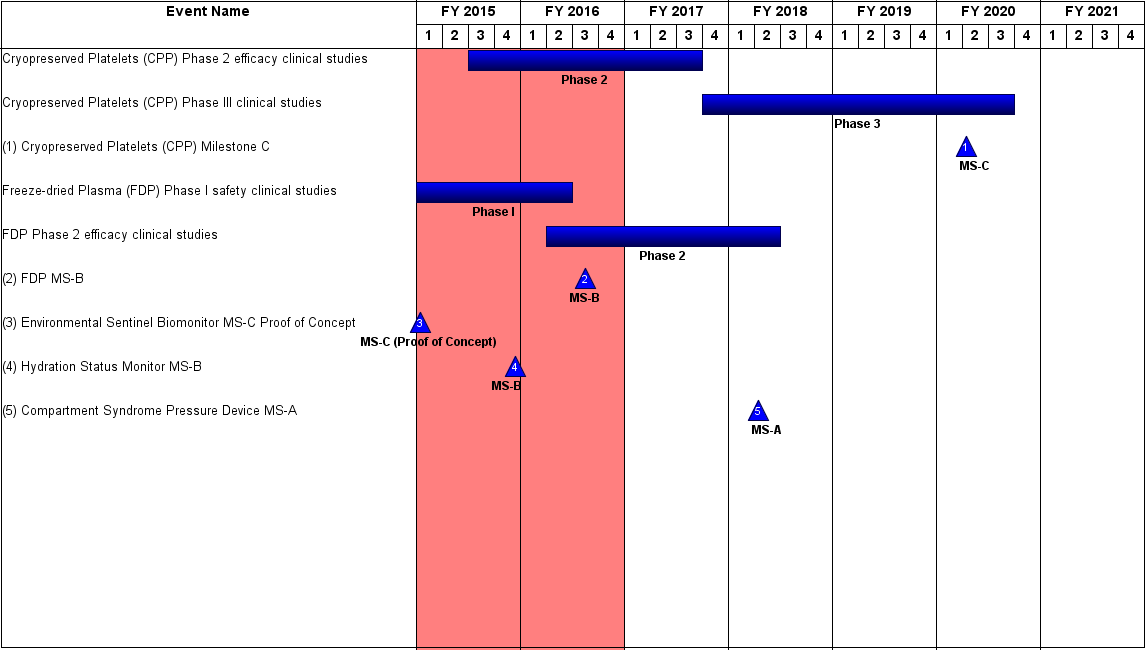 Event Name FY 2015 FY 2016 FY 2017 FY 2018 FY 2019 FY 2020 FY 2021
1 2 3 4 1 2 3 4 1 2 3 4 1 2 3 4 1 2 3 4 1 2 3 4 1 2 3 4
Cryopreserved Platelets (CPP) Phase 2 efficacy clinical studies
Phase 2
Cryopreserved Platelets (CPP) Phase III clinical studies
Phase 3
(1) Cryopreserved Platelets (CPP) Milestone C
1
MS-C
Freeze-dried Plasma (FDP) Phase I safety clinical studies
Phase I
FDP Phase 2 efficacy clinical studies
Phase 2
(2) FDP MS-B
2
MS-B
(3) Environmental Sentinel Biomonitor MS-C Proof of Concept
3
MS-C (Proof of Concept)
(4) Hydration Status Monitor MS-B
4
MS-B
(5) Compartment Syndrome Pressure Device MS-A
5
MS-A